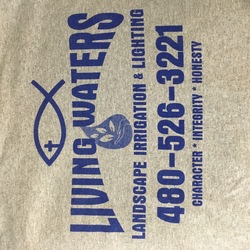 LIVING WATERS
LANDSCAPE IRRIGATION & LIGHTING
480-526-3221
CHARACTER * INTEGRITY * HONESTY